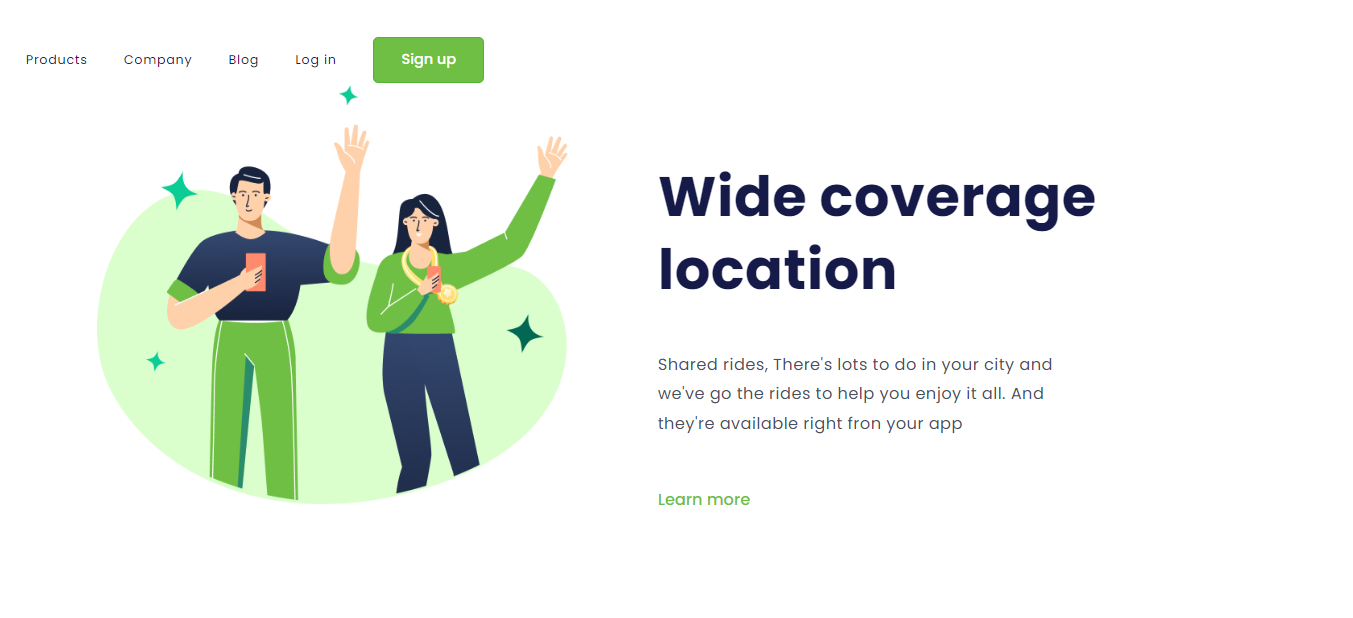 Products Company Blog Log in Sign up
Wide coverage
location
Shared rides, There's lots to do in your city and
we've go the rides to help you enjoy it all. And
they're available right fron your app
Learn more